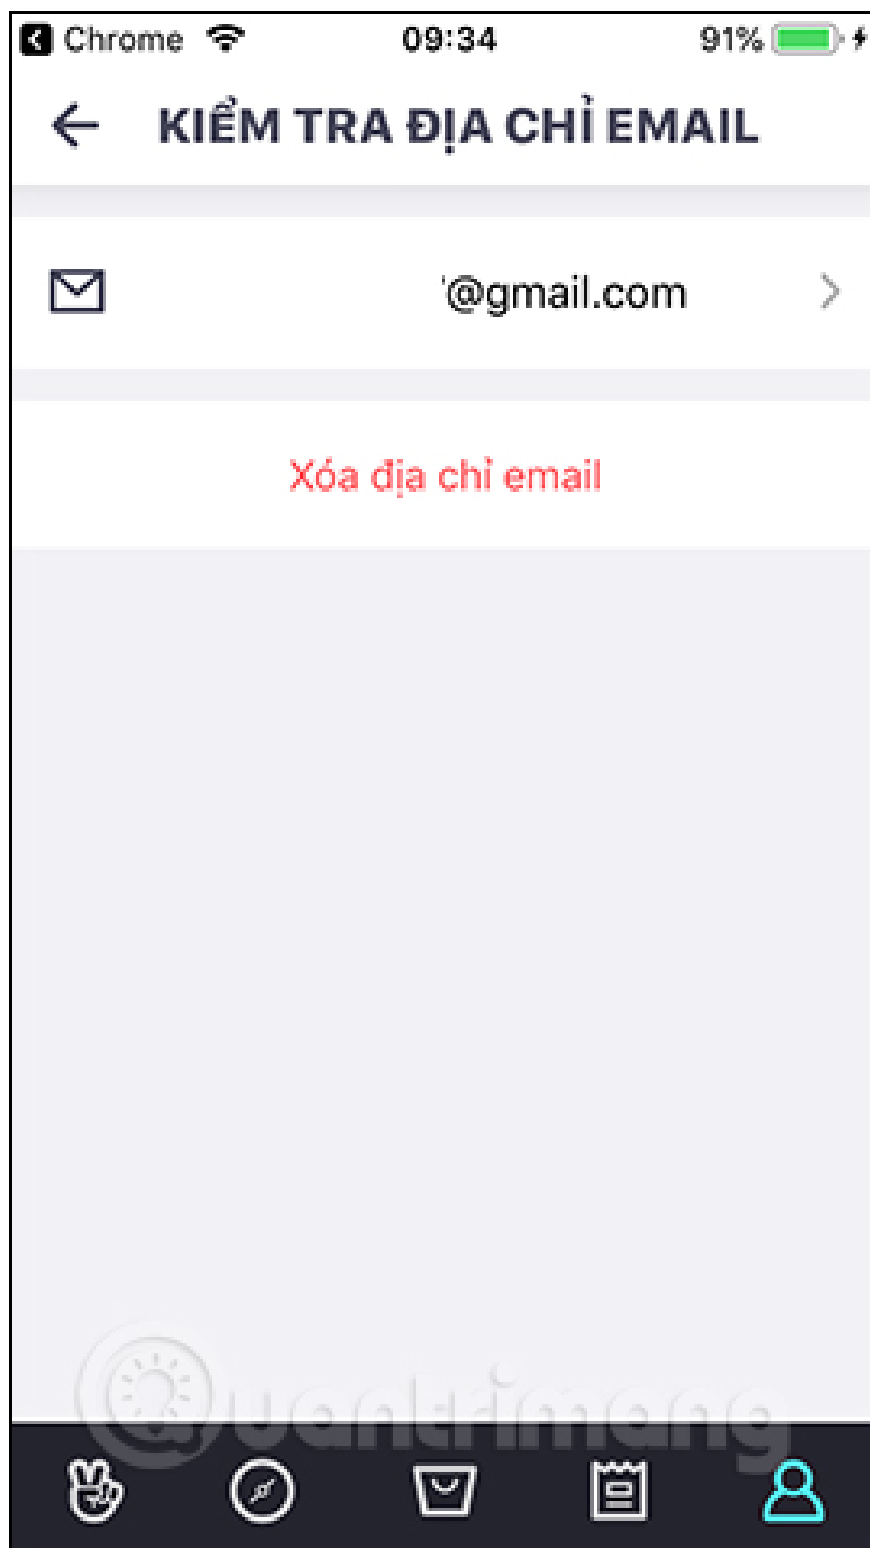 Chrome 09:34 91%
KIỂM TRA ĐỊA CHỈ EMAIL
@gmail.com
Xóa địa chỉ email
Quantrimang